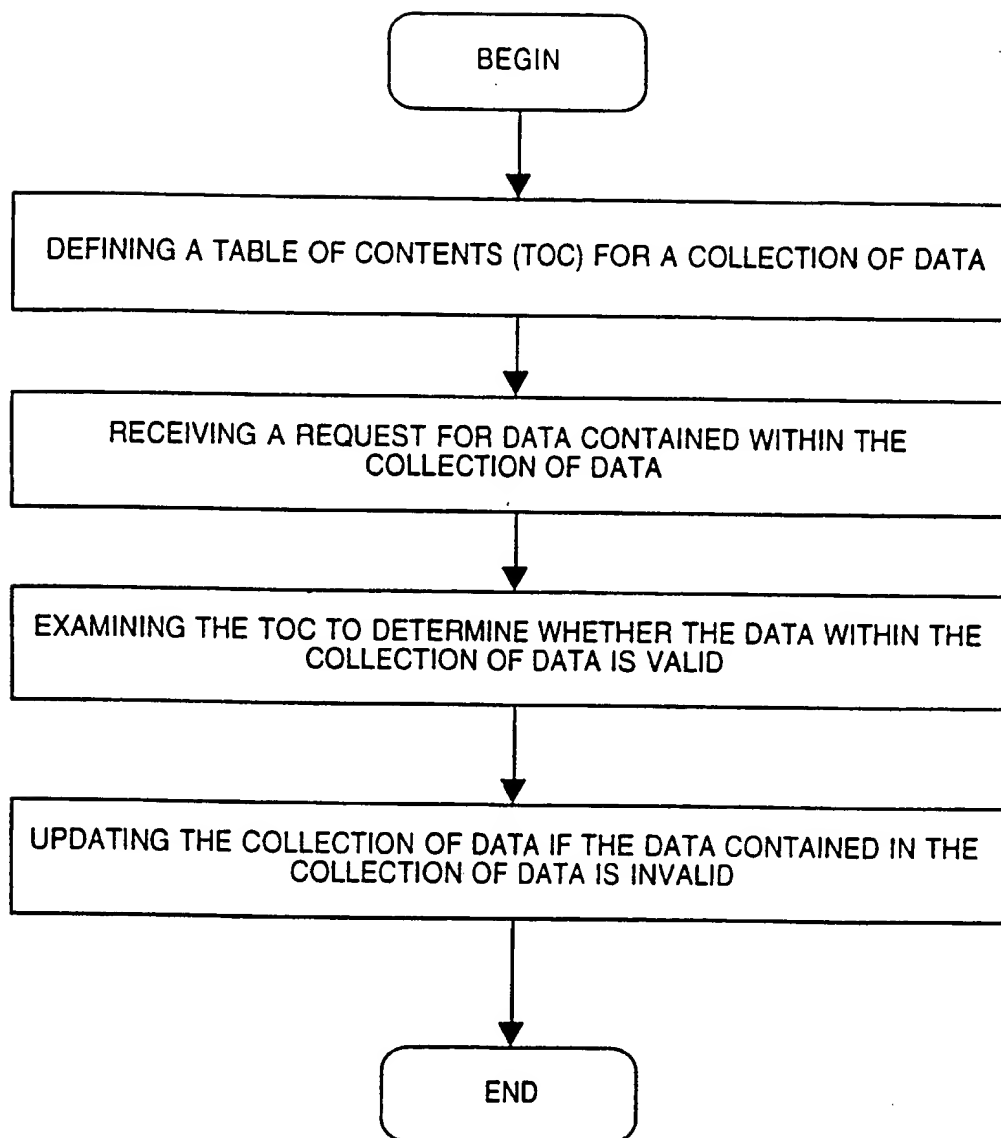 BEGIN
DEFINING A TABLE OF CONTENTS (TOC) FOR A COLLECTION OF DATA
RECEIVING A REQUEST FOR DATA CONTAINED WITHIN THE
COLLECTION OF DATA
EXAMINING THE TOC TO DETERMINE WHETHER THE DATA WITHIN THE
COLLECTION OF DATA IS VALID
UPDATING THE COLLECTION OF DATA IF THE DATA CONTAINED IN THE
COLLECTION OF DATA IS INVALID
END